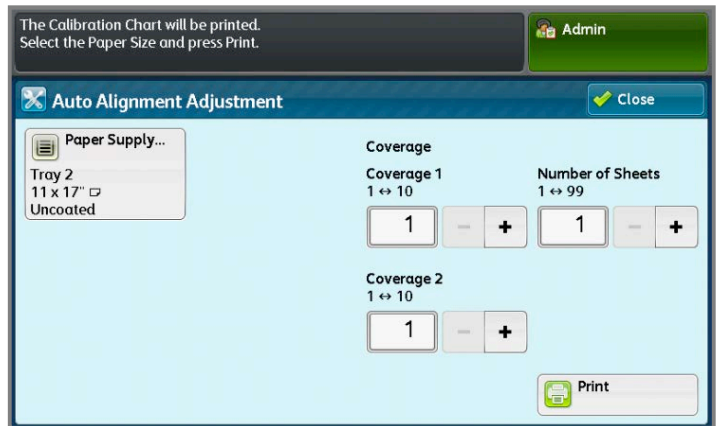 The Calibration Chart will be printed.
Select the Paper Size and press Print.
Admin
Auto Alignment Adjustment
Close
Paper Supply...
Tray 2
11 x 17"
Uncoated
Coverage
Coverage 1
1 ↔ 10
1
− +
Number of Sheets
1 ↔ 99
1
− +
Coverage 2
1 ↔ 10
1
− +
Print